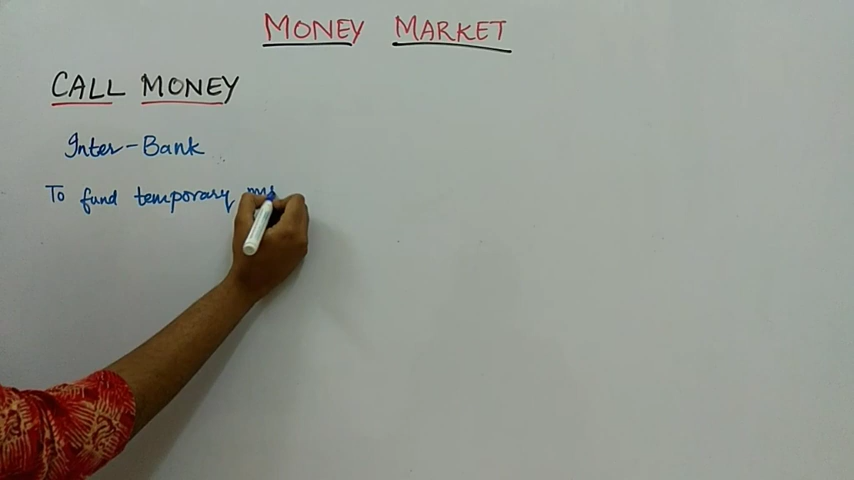 MONEY MARKET
CALL MONEY
Inter-Bank
To fund temporary